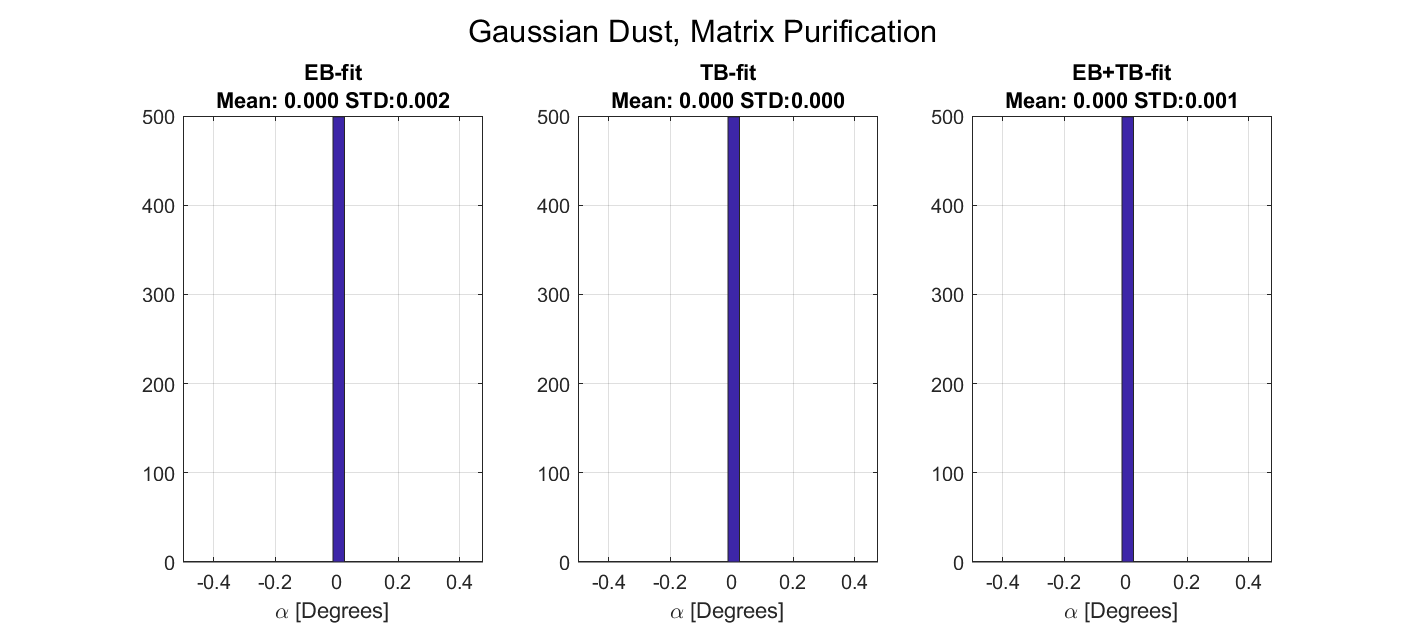 Gaussian Dust, Matrix Purification
EB-fit
Mean: 0.000 STD:0.002
500
400
300
200
100
0
-0.4 -0.2 0 0.2 0.4
α [Degrees]
TB-fit
Mean: 0.000 STD:0.000
500
400
300
200
100
0
-0.4 -0.2 0 0.2 0.4
α [Degrees]
EB+TB-fit
Mean: 0.000 STD:0.001
500
400
300
200
100
0
-0.4 -0.2 0 0.2 0.4
α [Degrees]